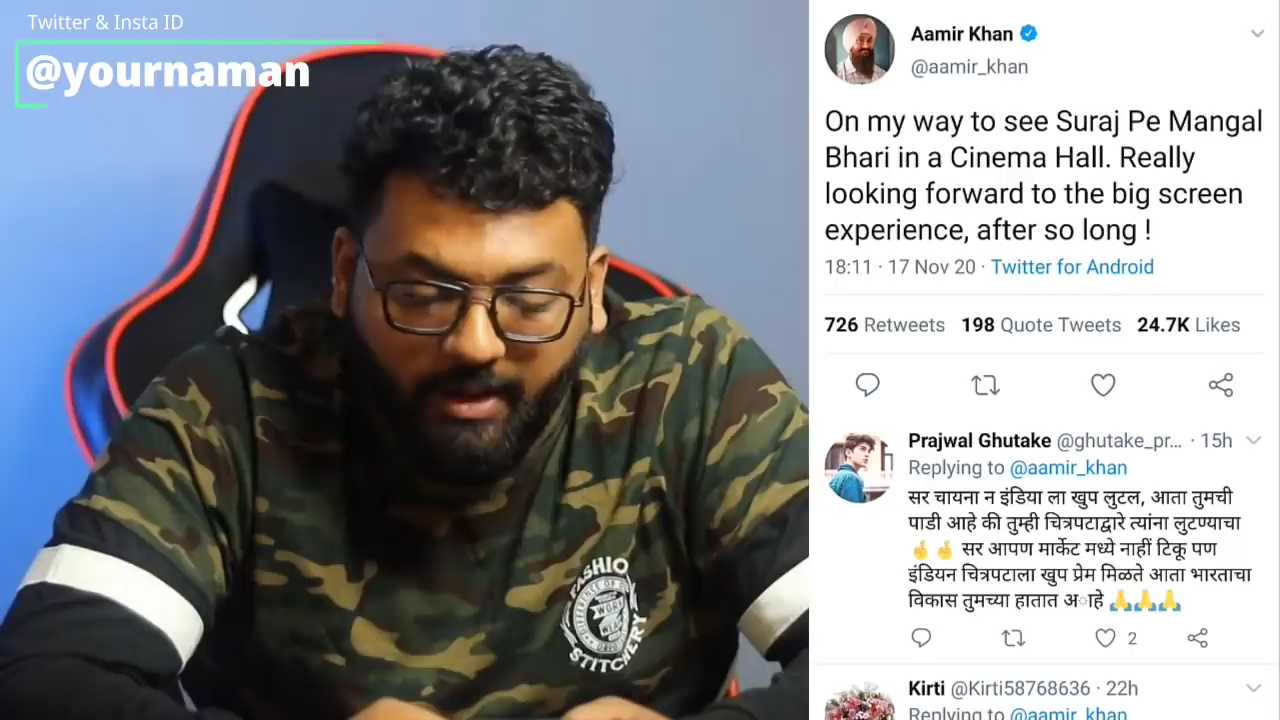 Twitter & Insta ID
@yournaman
FASHIO
WORK
STITCHERY
Aamir Khan
@aamir_khan
On my way to see Suraj Pe Mangal
Bhari in a Cinema Hall. Really
looking forward to the big screen
experience, after so long !
18:11 · 17 Nov 20 · Twitter for Android
726 Retweets 198 Quote Tweets 24.7K Likes
Prajwal Ghutake @ghutake_pr... · 15h
Replying to @aamir_khan
सर चायना न इंडिया ला खुप लुटल, आता तुमची
पाडी आहे की तुम्ही चित्रपटाद्वारे त्यांना लुटण्याचा
🤞🤞 सर आपण मार्केट मध्ये नाहीं टिकू पण
इंडियन चित्रपटाला खुप प्रेम मिळते आता भारताचा
विकास तुमच्या हातात अाहे 🙏🙏🙏
2
Kirti @Kirti58768636 · 22h
Replying to @aamir_khan